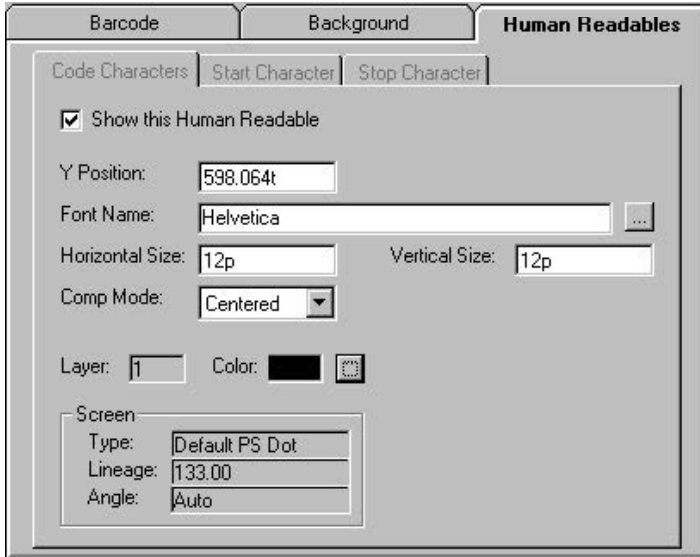 Barcode Background Human Readables
Code Characters Start Character Stop Character
Show this Human Readable
Y Position: 598.064t
Font Name: Helvetica ...
Horizontal Size: 12p Vertical Size: 12p
Comp Mode: Centered
Layer: 1 Color:
Screen
Type: Default PS Dot
Lineage: 133.00
Angle: Auto